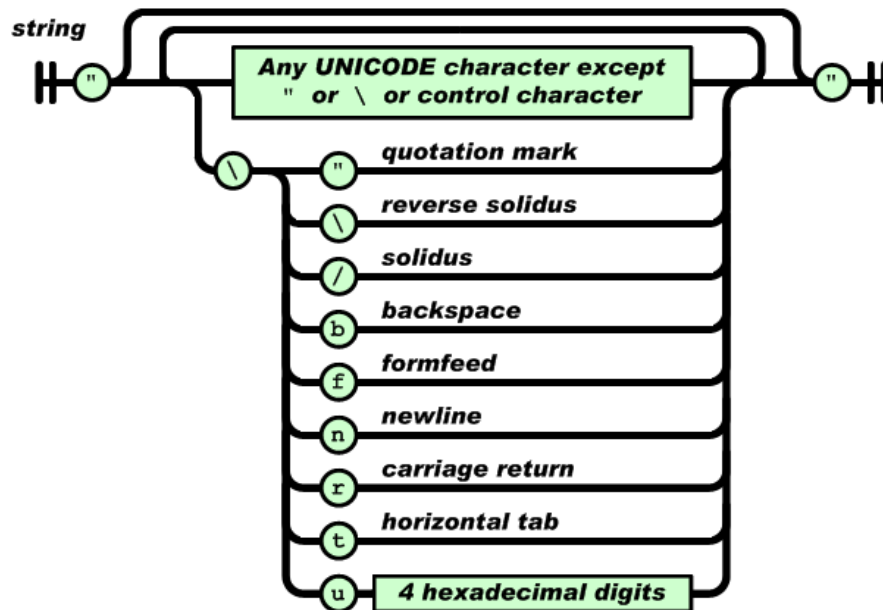 string
" Any UNICODE character except "
" or \ or control character
\ " quotation mark
\ reverse solidus
/ solidus
b backspace
f formfeed
n newline
r carriage return
t horizontal tab
u 4 hexadecimal digits